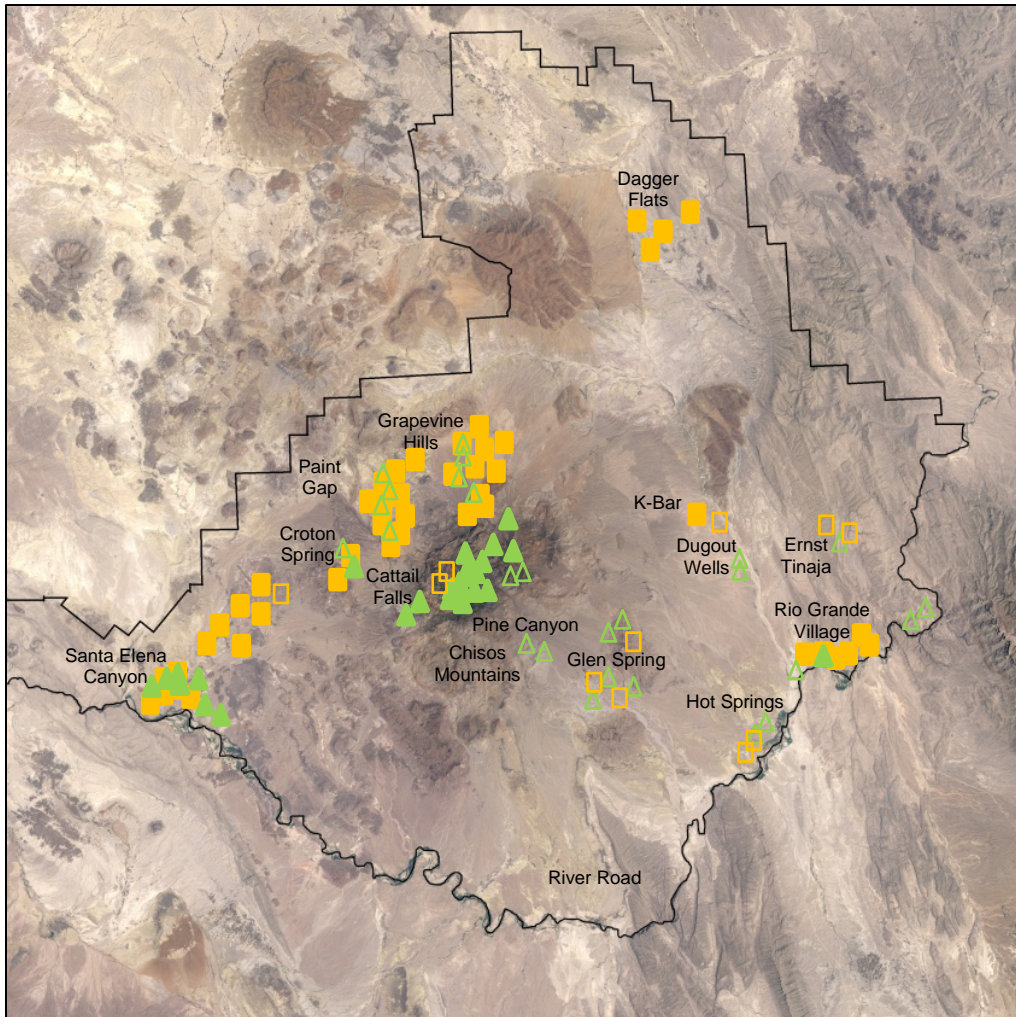 Dagger
Flats
Grapevine
Hills
Paint
Gap
K-Bar
Croton
Spring
Dugout
Wells
Ernst
Tinaja
Cattail
Falls
Rio Grande
Village
Pine Canyon
Santa Elena
Canyon
Chisos
Mountains
Glen Spring
Hot Springs
River Road